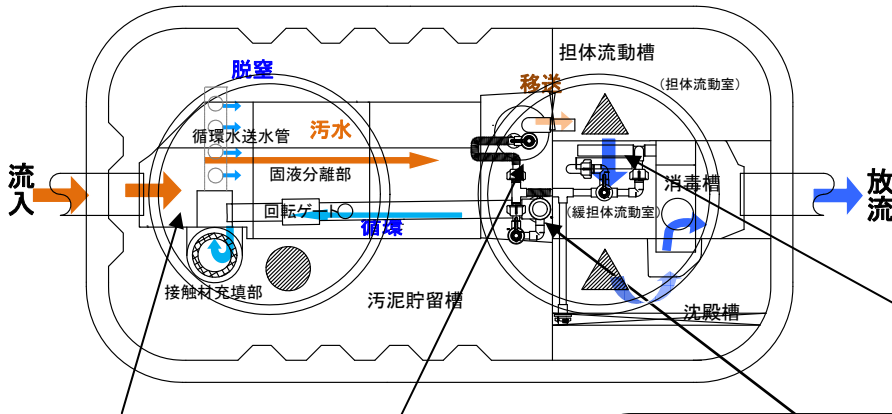 流入
脱窒
循環水送水管
汚水
固液分離部
回転ゲート
循環
接触材充填部
汚泥貯留槽
移送
担体流動槽
(担体流動室)
消毒槽
(緩担体流動室)
沈殿槽
放流